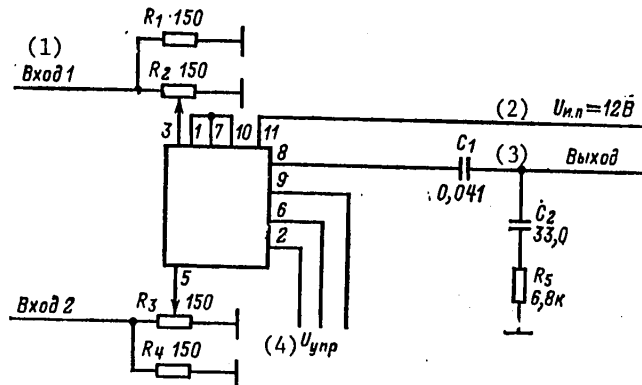 R1 · 150
(1)
Вход 1
R2 150
3 1 7 10 11
(2) Uи.п = 12В
8
C1
(3) Выход
0,041
9
6
2
C2
33,0
R5
6,8к
5
Вход 2
R3 150
R4 150
(4) Uупр